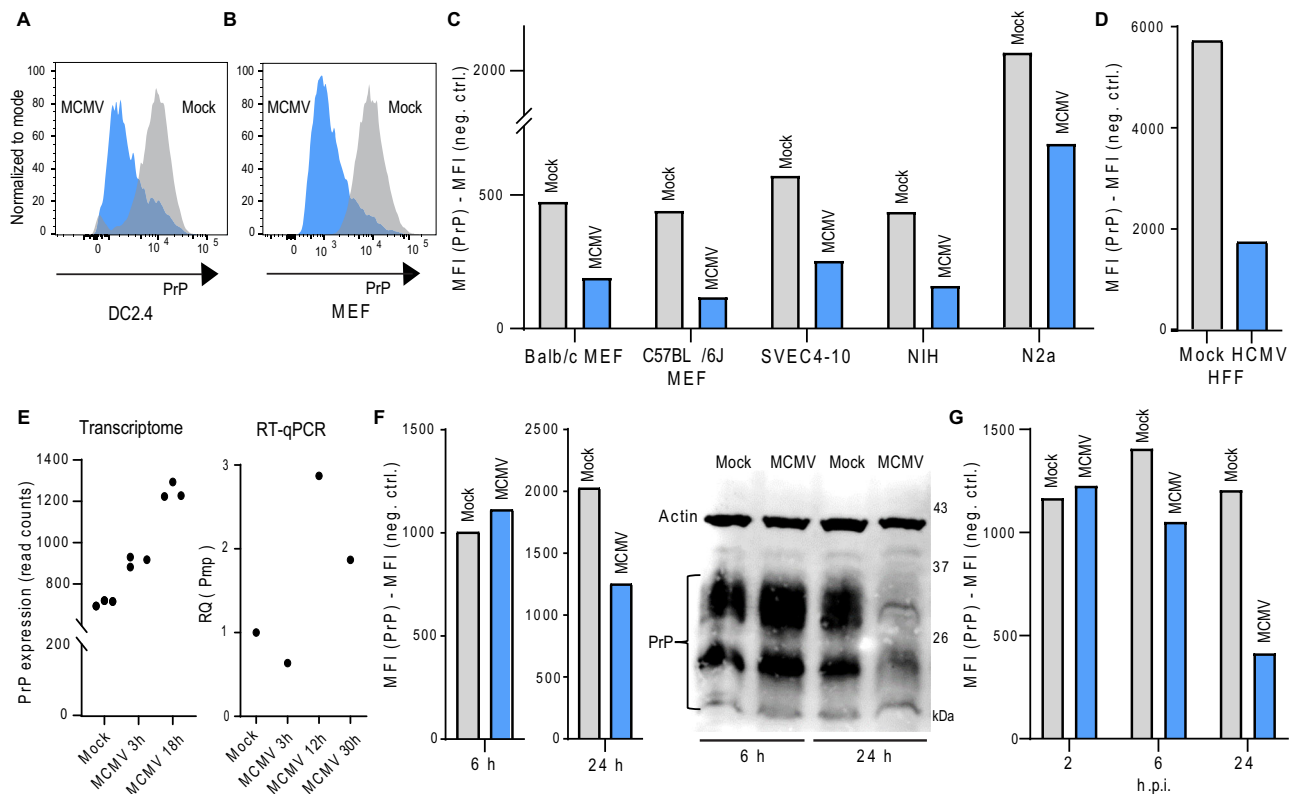 A
B
C
D
Normalized to mode
100
80
60
40
20
0
MCMV
Mock
0
10 4
10 5
PrP
DC2.4
100
80
60
40
20
0
MCMV
Mock
0
10 3
10 4
10 5
PrP
MEF
MFI (PrP) - MFI (neg. ctrl.)
2000
500
0
Mock
MCMV
Mock
MCMV
Mock
MCMV
Mock
MCMV
Mock
MCMV
Balb/c MEF
C57BL /6J
MEF
SVEC4-10
NIH
N2a
MFI (PrP) - MFI (neg. ctrl.)
6000
4000
2000
0
Mock HCMV
HFF
E
Transcriptome
PrP expression (read counts)
1400
1200
1000
800
200
0
Mock
MCMV 3h
MCMV 18h
RT-qPCR
RQ ( Pmp )
3
2
1
0
Mock
MCMV 3h
MCMV 12h
MCMV 30h
F
MFI (PrP) - MFI (neg. ctrl.)
1500
1000
500
0
Mock
MCMV
6 h
2500
2000
1500
1000
500
0
Mock
MCMV
24 h
Mock MCMV Mock MCMV
Actin
PrP
43
37
26
kDa
6 h
24 h
G
MFI (PrP) - MFI (neg. ctrl.)
1500
1000
500
0
Mock
MCMV
Mock
MCMV
Mock
MCMV
2
6
24
h.p.i.